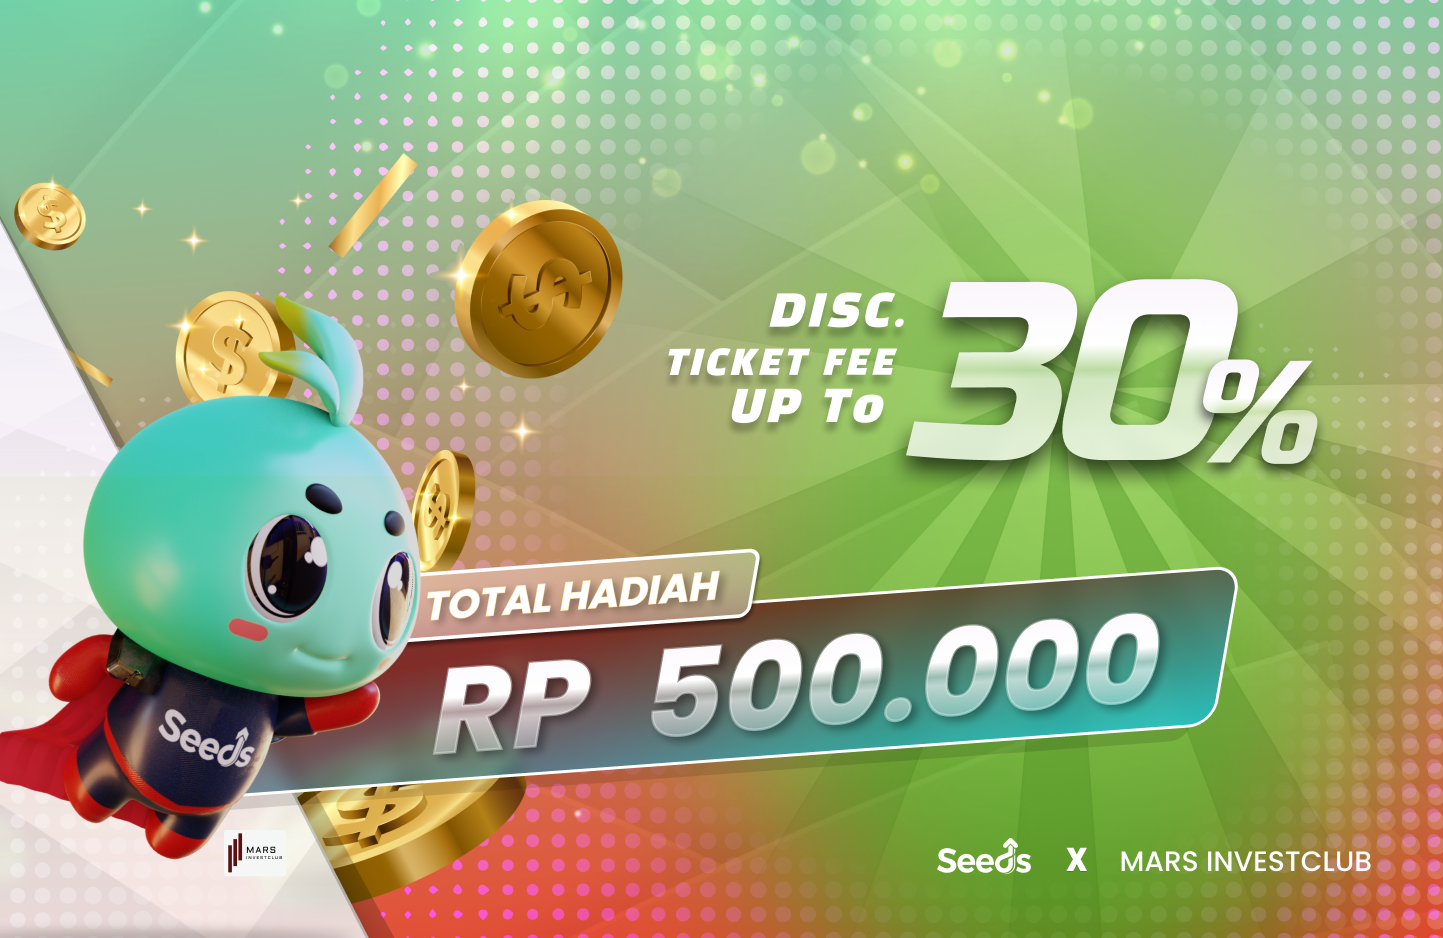 DISC.
TICKET FEE
UP To
30%
TOTAL HADIAH
RP 500.000
Seeds
MARS
INVESTCLUB
Seeds X MARS INVESTCLUB